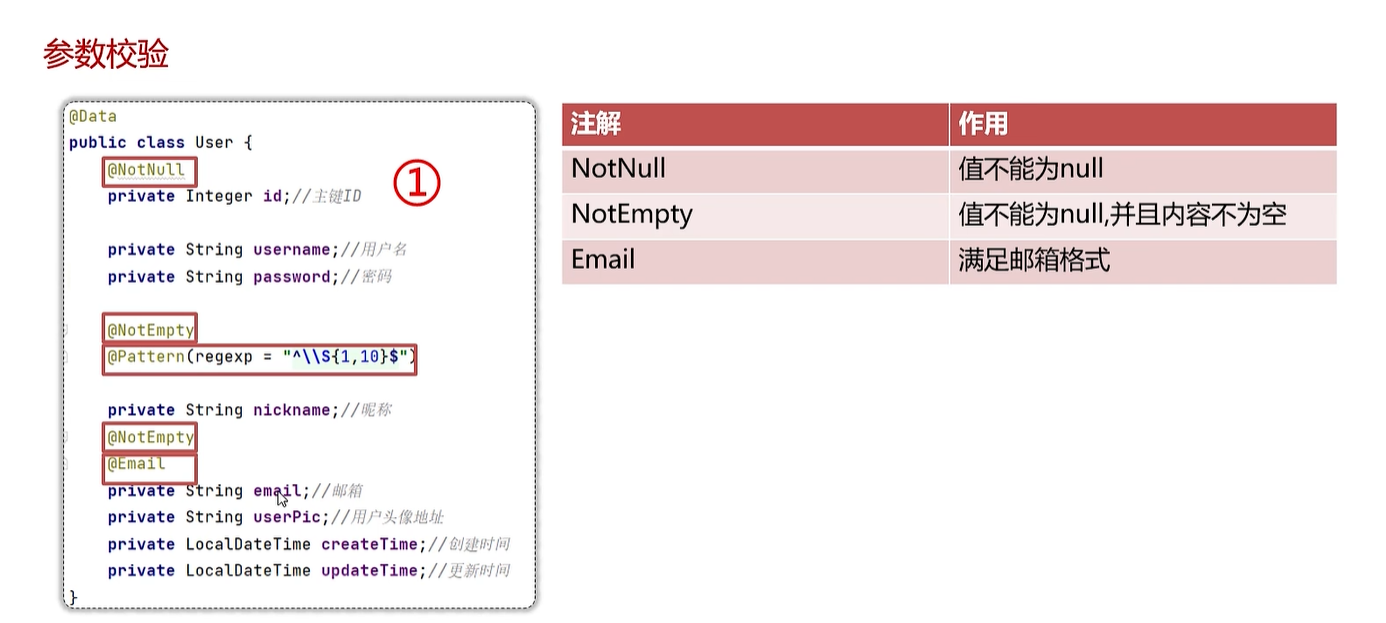 参数校验
@Data
public class User {
@NotNull
private Integer id;//主键ID
①
private String username;//用户名
private String password;//密码
@NotEmpty
@Pattern(regexp = "^\\S{1,10}$")
private String nickname;//昵称
@NotEmpty
@Email
private String email;//邮箱
private String userPic;//用户头像地址
private LocalDateTime createTime;//创建时间
private LocalDateTime updateTime;//更新时间
}
注解 作用
NotNull 值不能为null
NotEmpty 值不能为null,并且内容不为空
Email 满足邮箱格式